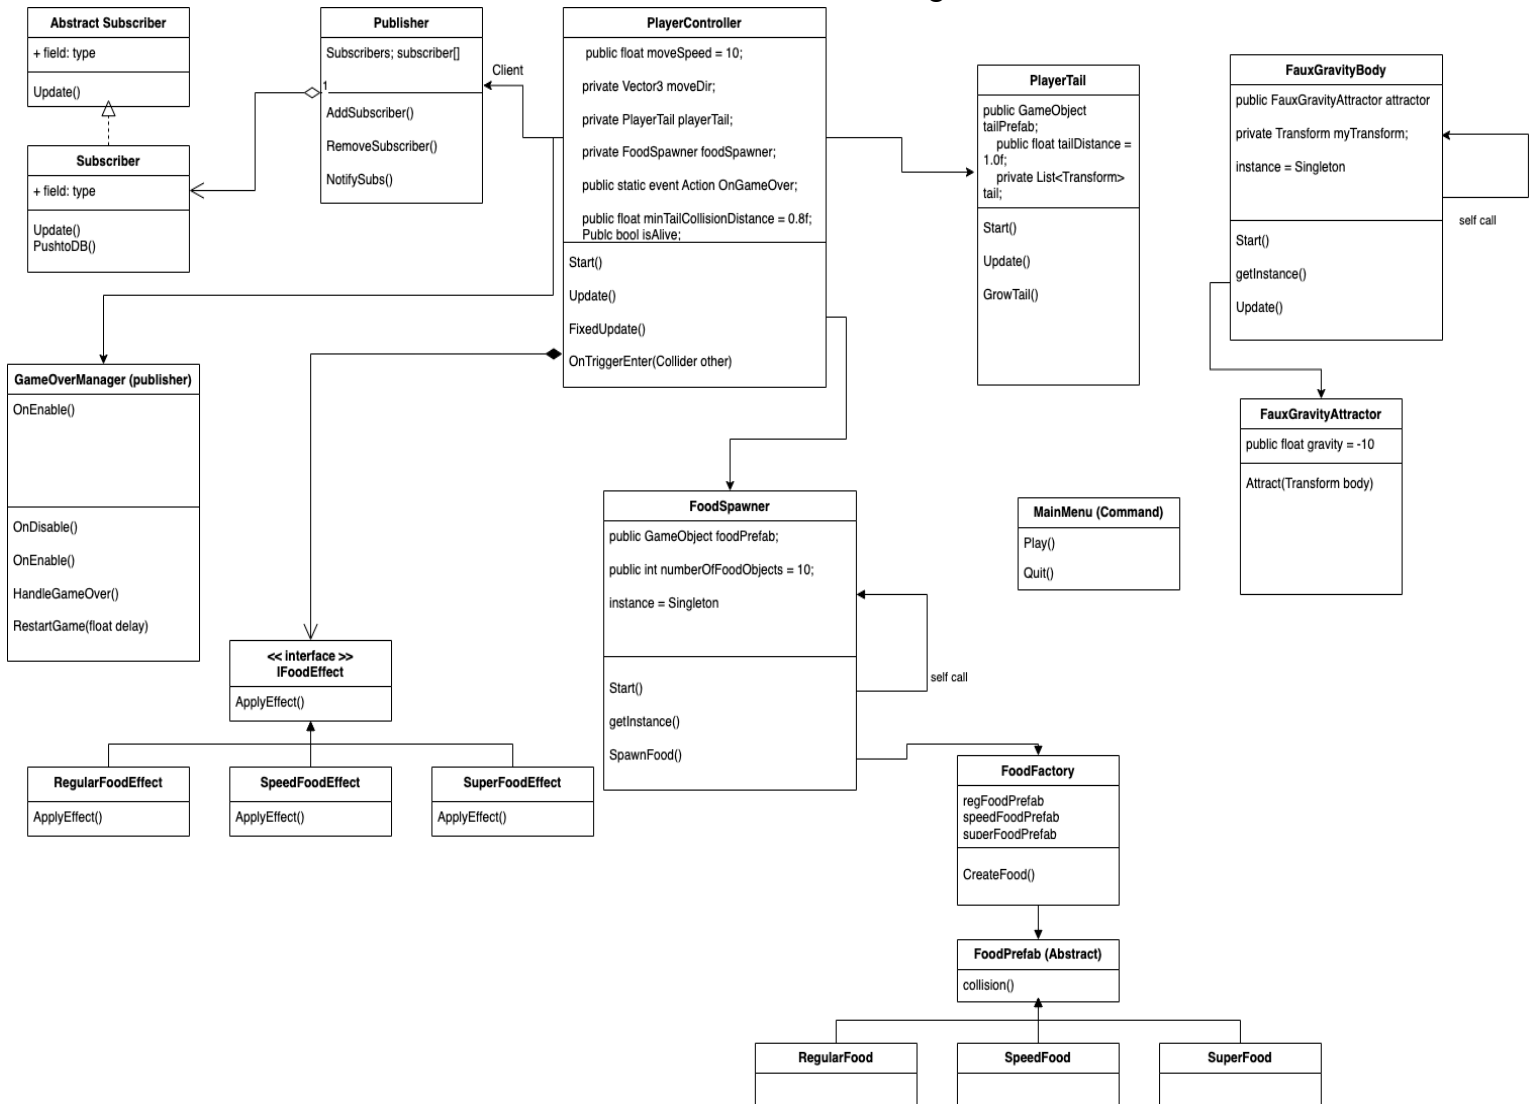 Abstract Subscriber
+ field: type
Update()
Subscriber
+ field: type
Update()
PushtoDB()
Publisher
Subscribers; subscriber[]
1
AddSubscriber()
RemoveSubscriber()
NotifySubs()
Client
PlayerController
public float moveSpeed = 10;
private Vector3 moveDir;
private PlayerTail playerTail;
private FoodSpawner foodSpawner;
public static event Action OnGameOver;
public float minTailCollisionDistance = 0.8f;
Publc bool isAlive;
Start()
Update()
FixedUpdate()
OnTriggerEnter(Collider other)
PlayerTail
public GameObject
tailPrefab;
public float tailDistance =
1.0f;
private List<Transform>
tail;
Start()
Update()
GrowTail()
FauxGravityBody
public FauxGravityAttractor attractor
private Transform myTransform;
instance = Singleton
Start()
getInstance()
Update()
self call
GameOverManager (publisher)
OnEnable()
OnDisable()
OnEnable()
HandleGameOver()
RestartGame(float delay)
FauxGravityAttractor
public float gravity = -10
Attract(Transform body)
FoodSpawner
public GameObject foodPrefab;
public int numberOfFoodObjects = 10;
instance = Singleton
Start()
getInstance()
SpawnFood()
self call
MainMenu (Command)
Play()
Quit()
<< interface >>
IFoodEffect
ApplyEffect()
RegularFoodEffect
ApplyEffect()
SpeedFoodEffect
ApplyEffect()
SuperFoodEffect
ApplyEffect()
FoodFactory
regFoodPrefab
speedFoodPrefab
superFoodPrefab
CreateFood()
FoodPrefab (Abstract)
collision()
RegularFood
SpeedFood
SuperFood